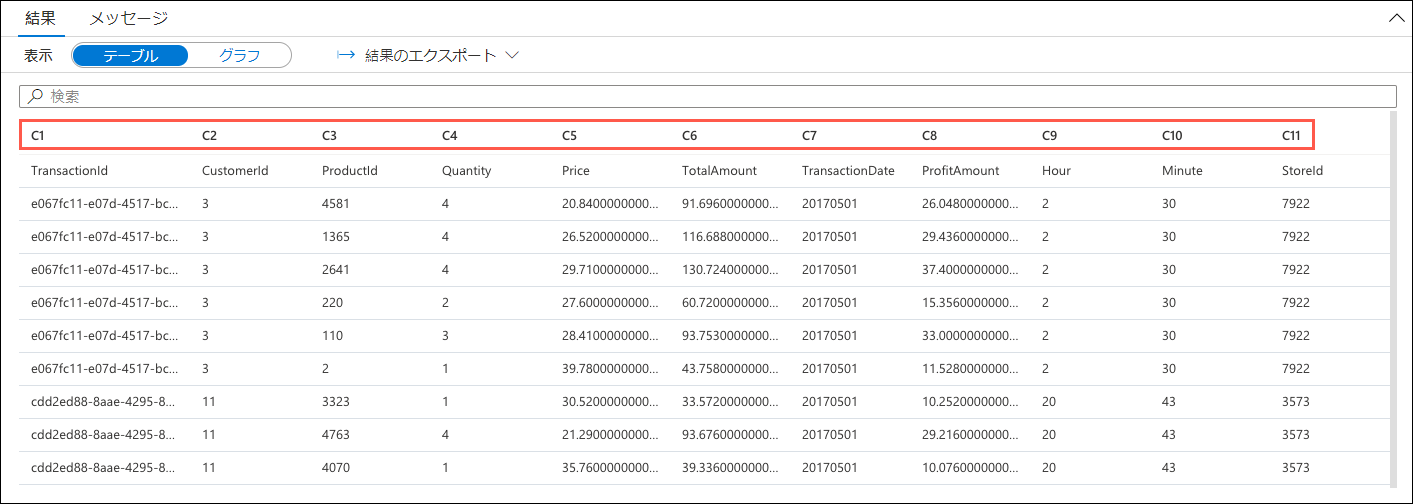 結果 メッセージ
表示 テーブル グラフ 結果のエクスポート
検索
C1 C2 C3 C4 C5 C6 C7 C8 C9 C10 C11
TransactionId CustomerId ProductId Quantity Price TotalAmount TransactionDate ProfitAmount Hour Minute StoreId
e067fc11-e07d-4517-bc... 3 4581 4 20.8400000000... 91.6960000000... 20170501 26.0480000000... 2 30 7922
e067fc11-e07d-4517-bc... 3 1365 4 26.5200000000... 116.688000000... 20170501 29.4360000000... 2 30 7922
e067fc11-e07d-4517-bc... 3 2641 4 29.7100000000... 130.724000000... 20170501 37.4000000000... 2 30 7922
e067fc11-e07d-4517-bc... 3 220 2 27.6000000000... 60.7200000000... 20170501 15.3560000000... 2 30 7922
e067fc11-e07d-4517-bc... 3 110 3 28.4100000000... 93.7530000000... 20170501 33.0000000000... 2 30 7922
e067fc11-e07d-4517-bc... 3 2 1 39.7800000000... 43.7580000000... 20170501 11.5280000000... 2 30 7922
cdd2ed88-8aae-4295-8... 11 3323 1 30.5200000000... 33.5720000000... 20170501 10.2520000000... 20 43 3573
cdd2ed88-8aae-4295-8... 11 4763 4 21.2900000000... 93.6760000000... 20170501 29.2160000000... 20 43 3573
cdd2ed88-8aae-4295-8... 11 4070 1 35.7600000000... 39.3360000000... 20170501 10.0760000000... 20 43 3573